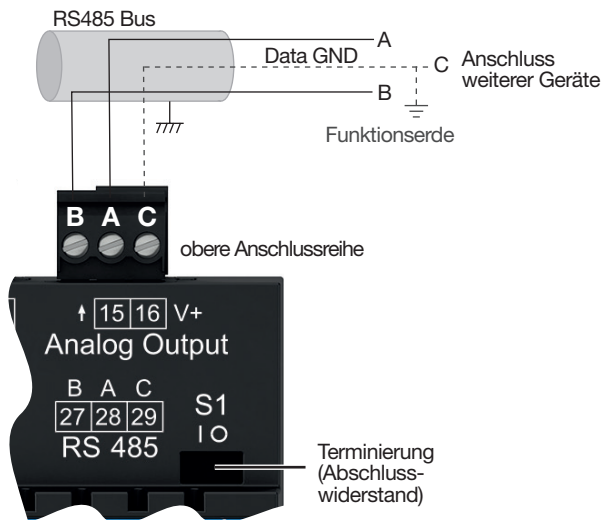 RS485 Bus
A
Data GND
C Anschluss
weiterer Geräte
B
Funktionserde
B A C
obere Anschlussreihe
15 16 V+
Analog Output
B A C
27 28 29
RS 485
S1
I O
Terminierung
(Abschluss-
widerstand)